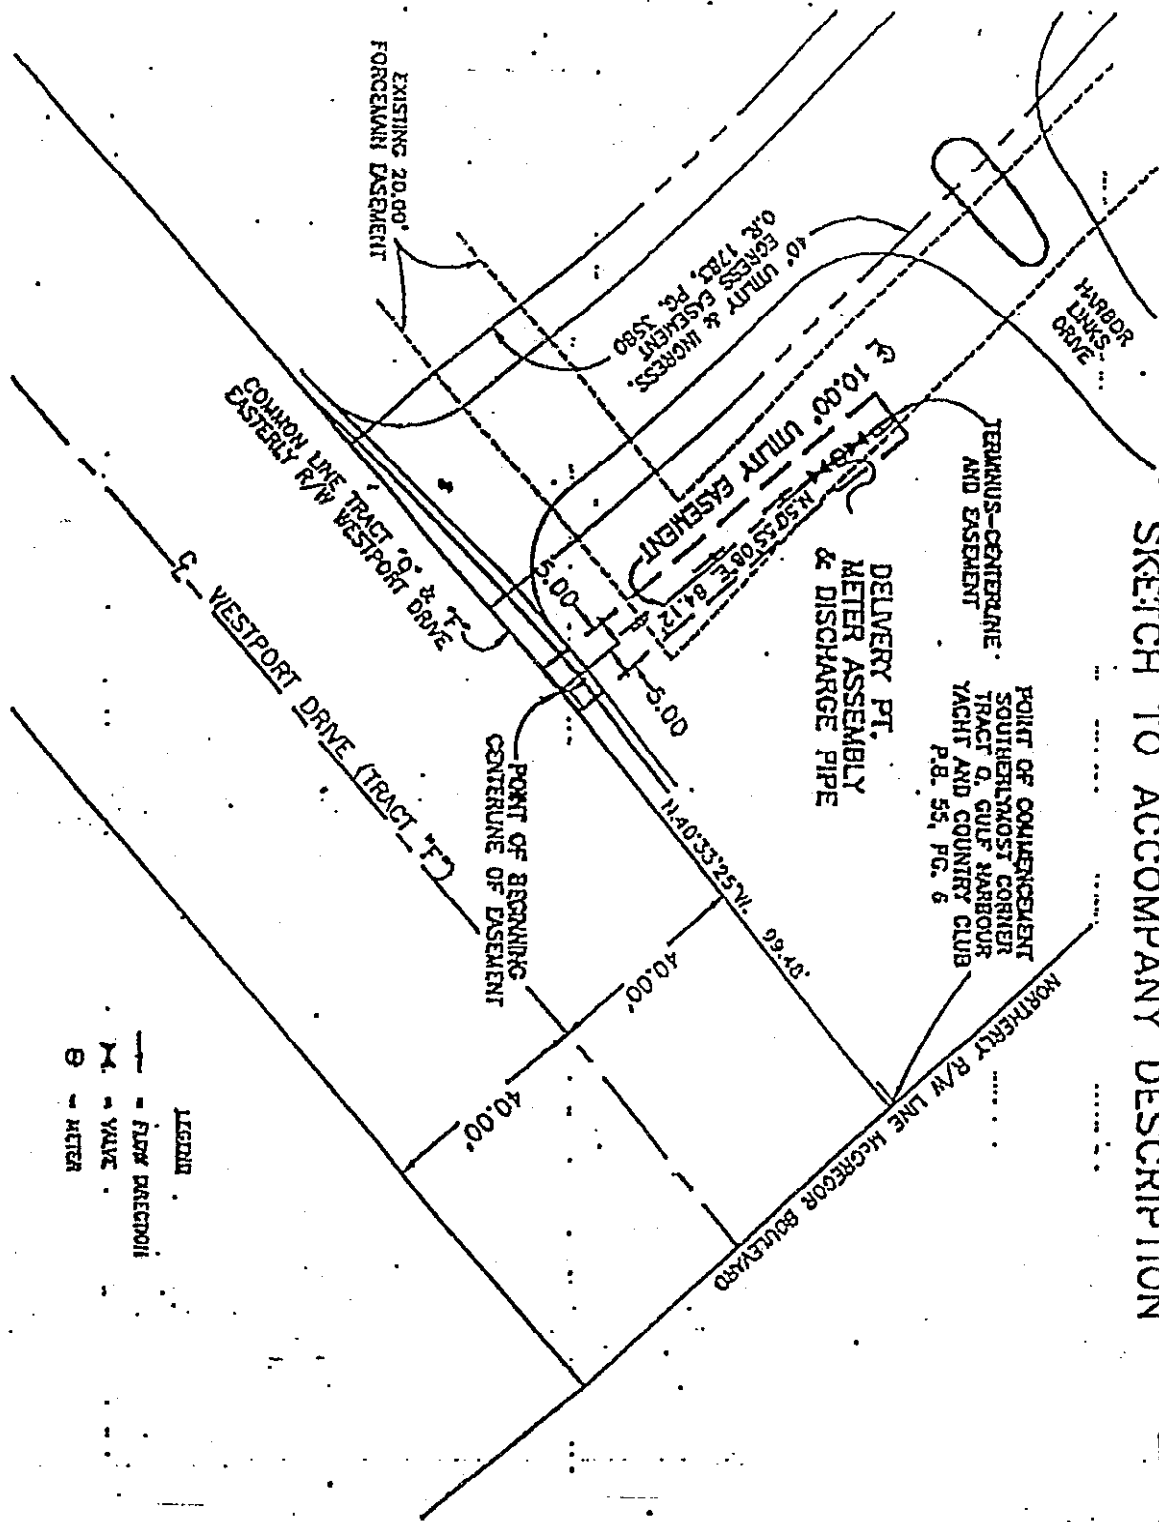 SKETCH TO ACCOMPANY DESCRIPTION
HARBOR
LINKS
DRIVE
TERMINUS-CENTERLINE
AND EASEMENT
POINT OF COMMENCEMENT
SOUTHERLYMOST CORNER
TRACT O, GULF HARBOUR
YACHT AND COUNTRY CLUB
P.B. 55, PG. 6
NORTHERLY R/W LINE McGREGOR BOULEVARD
DELIVERY PT.
METER ASSEMBLY
& DISCHARGE PIPE
10.00' UTILITY EASEMENT
N.50°55'08"E. 84.12'
40' UTILITY & INGRESS,
EGRESS EASEMENT
O.R. 1783, PG. 3580
EXISTING 20.00'
FORCEMAIN EASEMENT
5.00
5.00
N.40°33'25"W.
99.48'
COMMON LINE TRACT "O" & "F"
EASTERLY R/W WESTPORT DRIVE
POINT OF BEGINNING
CENTERLINE OF EASEMENT
WESTPORT DRIVE (TRACT "F")
40.00'
40.00'
LEGEND
= FLOW DIRECTION
= VALVE
= METER